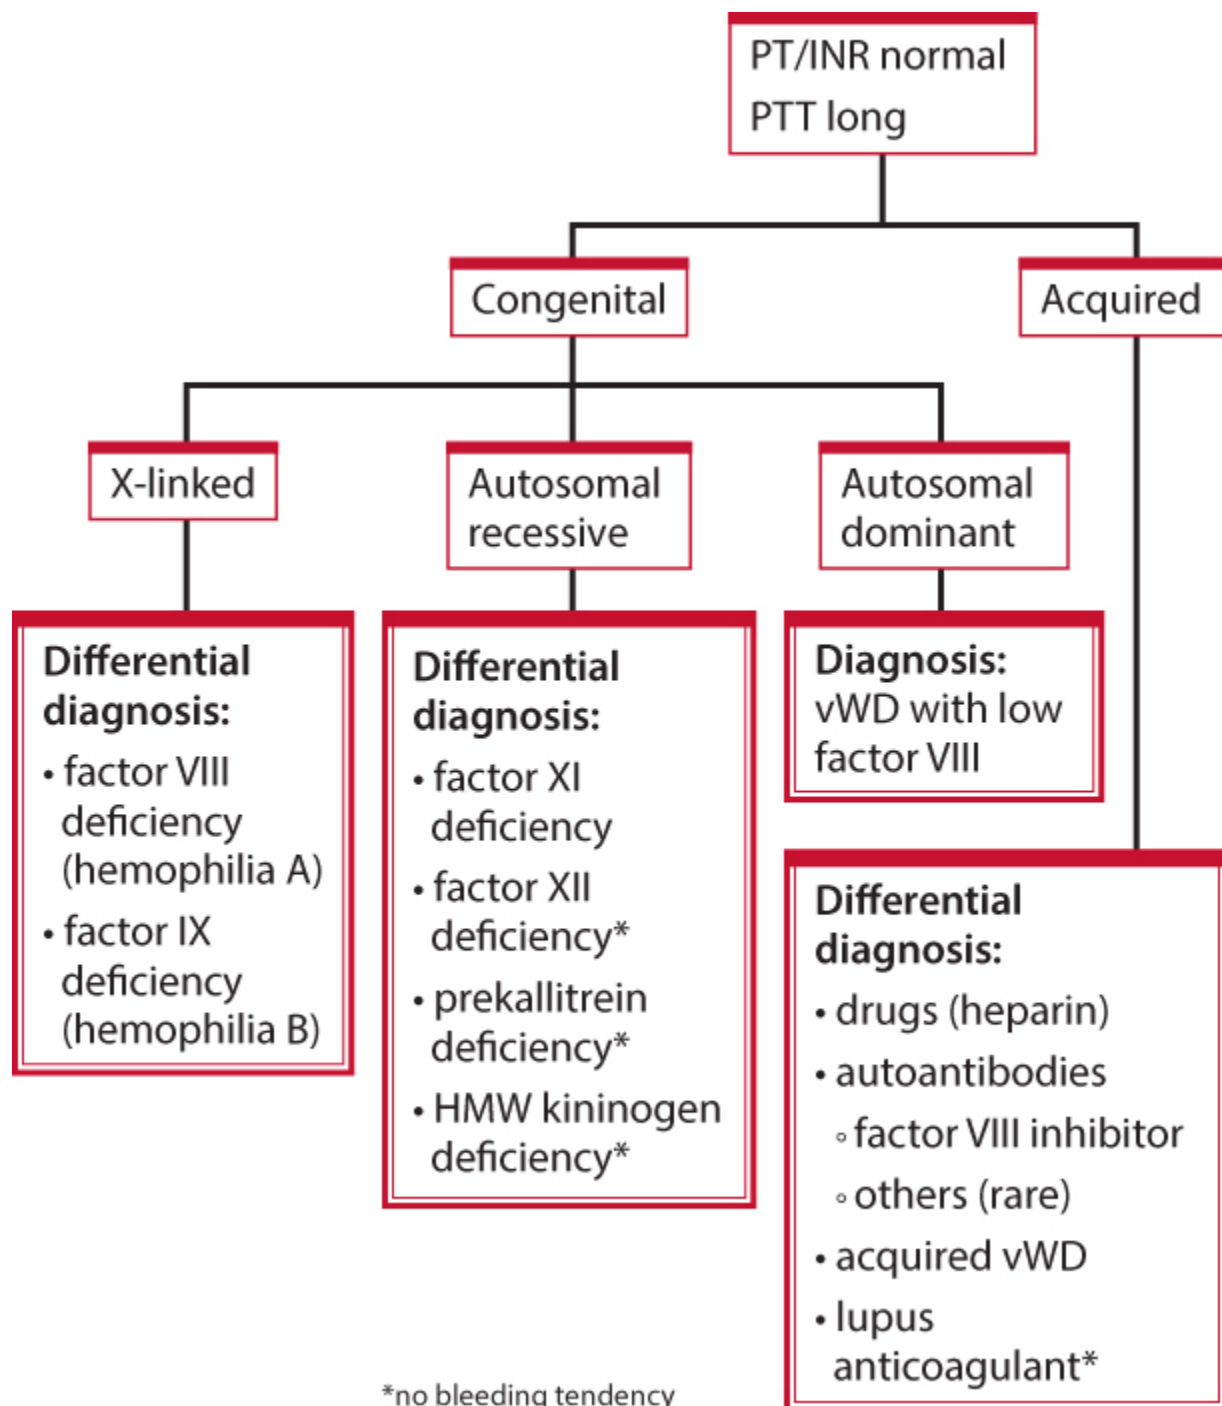 PT/INR normal
PTT long
Congenital
Acquired
X-linked
Autosomal
recessive
Autosomal
dominant
Differential
diagnosis:
• factor VIII
deficiency
(hemophilia A)
• factor IX
deficiency
(hemophilia B)
Differential
diagnosis:
• factor XI
deficiency
• factor XII
deficiency*
• prekallitrein
deficiency*
• HMW kininogen
deficiency*
Diagnosis:
vWD with low
factor VIII
Differential
diagnosis:
• drugs (heparin)
• autoantibodies
◦ factor VIII inhibitor
◦ others (rare)
• acquired vWD
• lupus
anticoagulant*
*no bleeding tendency